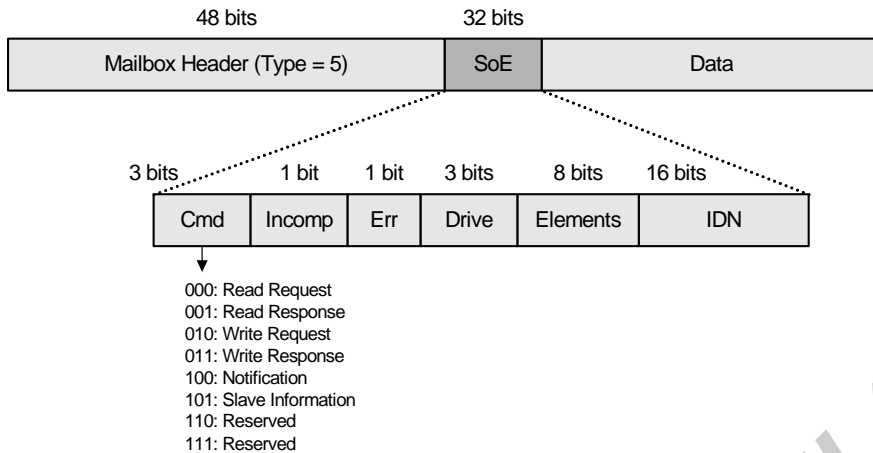 48 bits 32 bits
Mailbox Header (Type = 5) SoE Data
3 bits 1 bit 1 bit 3 bits 8 bits 16 bits
Cmd Incomp Err Drive Elements IDN
000: Read Request
001: Read Response
010: Write Request
011: Write Response
100: Notification
101: Slave Information
110: Reserved
111: Reserved